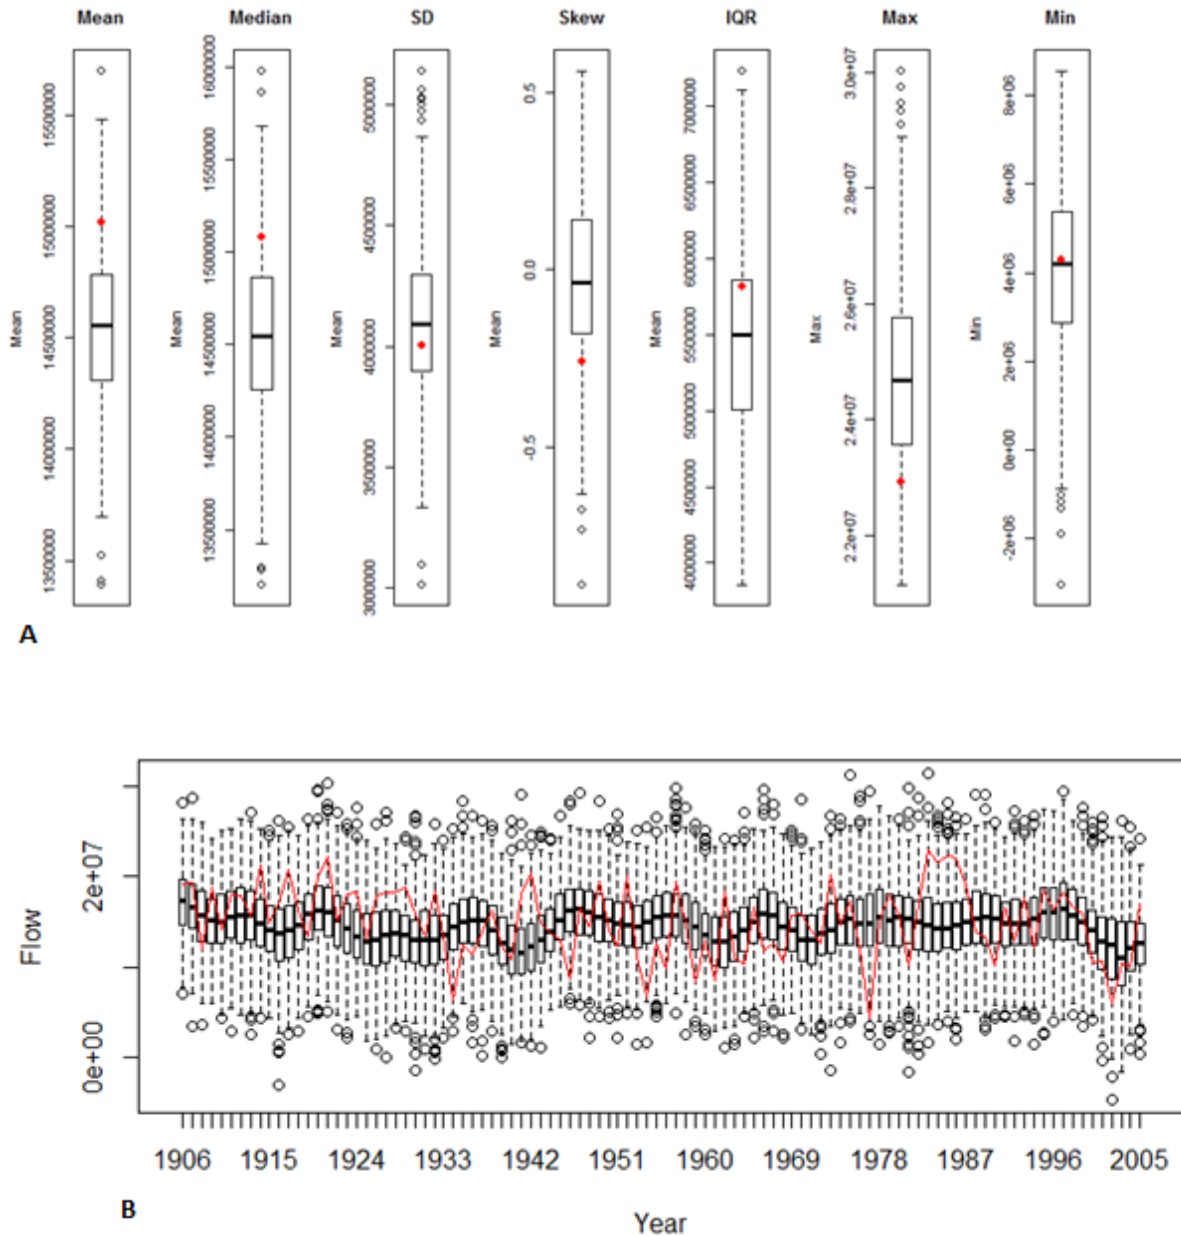 Mean Median SD Skew IQR Max Min
Mean
13500000 14000000 14500000 15000000 15500000
Median
13500000 14000000 14500000 15000000 15500000 16000000
Mean
3000000 3500000 4000000 4500000 5000000
Mean
-0.5 0.0 0.5
Mean
4000000 4500000 5000000 5500000 6000000 6500000 7000000
Max
2.2e+07 2.4e+07 2.6e+07 2.8e+07 3.0e+07
Min
-2e+06 0e+00 2e+06 4e+06 6e+06 8e+06
A
Flow
0e+00 2e+07
1906 1915 1924 1933 1942 1951 1960 1969 1978 1987 1996 2005
B
Year